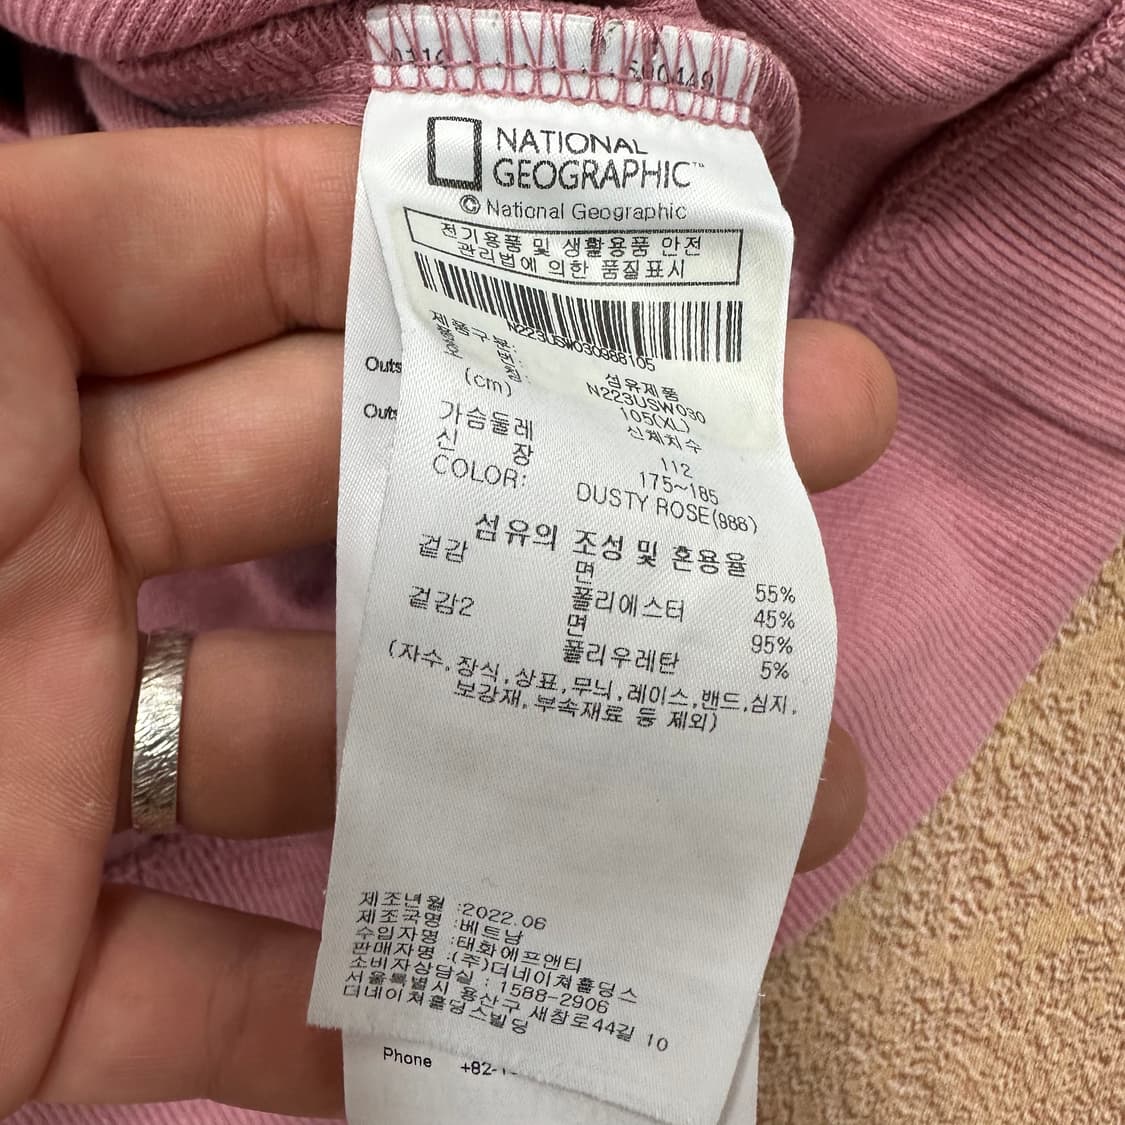 NATIONAL
GEOGRAPHIC™
© National Geographic
전기용품 및 생활용품 안전
관리법에 의한 품질표시
N223USW030988105
제품구분: 섬유제품
N223USW030
105(XL)
(cm) 신체치수
가슴둘레 112
신 장 175~185
COLOR: DUSTY ROSE(988)
섬유의 조성 및 혼용율
겉감 면 55%
폴리에스터 45%
겉감2 면 95%
폴리우레탄 5%
(자수,장식,상표,무늬,레이스,밴드,심지,
보강재,부속재료 등 제외)
제조년월 :2022.06
제조국명 :베트남
수입자명 :태화에프앤티
판매자명 :(주)더네이쳐홀딩스
소비자상담실 : 1588-2906
서울특별시 용산구 새창로44길 10
더네이쳐홀딩스빌딩
Phone